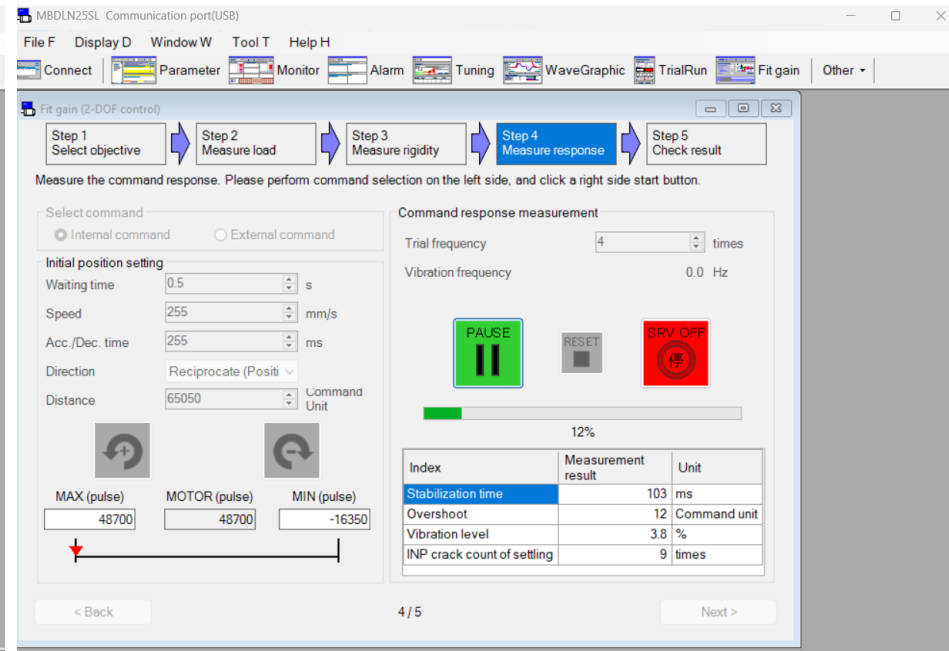 MBDLN25SL Communication port(USB)
File F Display D Window W Tool T Help H
Connect Parameter Monitor Alarm Tuning WaveGraphic TrialRun Fit gain Other
Fit gain (2-DOF control)
Step 1
Select objective
Step 2
Measure load
Step 3
Measure rigidity
Step 4
Measure response
Step 5
Check result
Measure the command response. Please perform command selection on the left side, and click a right side start button.
Select command
Internal command External command
Initial position setting
Waiting time 0.5 s
Speed 255 mm/s
Acc./Dec. time 255 ms
Direction Reciprocate (Positi
Distance 65050 Command
Unit
MAX (pulse) MOTOR (pulse) MIN (pulse)
48700 48700 -16350
Command response measurement
Trial frequency 4 times
Vibration frequency 0.0 Hz
PAUSE RESET SRV OFF
停
12%
Index Measurement
result Unit
Stabilization time 103 ms
Overshoot 12 Command unit
Vibration level 3.8 %
INP crack count of settling 9 times
< Back 4 / 5 Next >